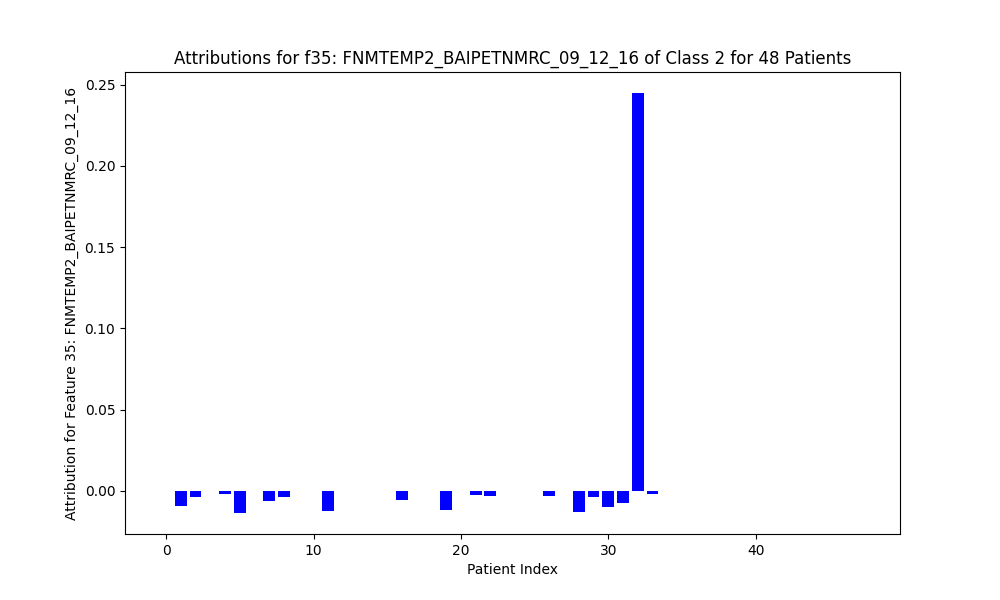 Attributions for f35: FNMTEMP2_BAIPETNMRC_09_12_16 of Class 2 for 48 Patients
Attribution for Feature 35: FNMTEMP2_BAIPETNMRC_09_12_16
0.25
0.20
0.15
0.10
0.05
0.00
0 10 20 30 40
Patient Index